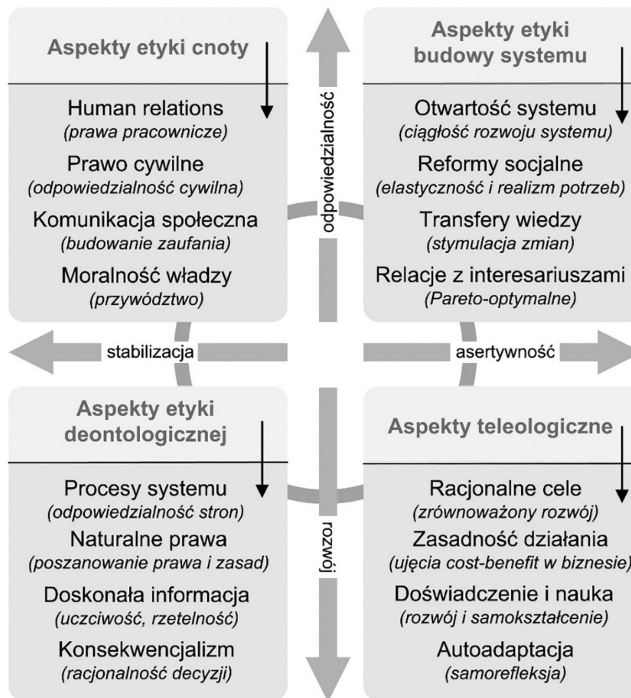 Aspekty etyki cnoty
Human relations
(prawa pracownicze)
Prawo cywilne
(odpowiedzialność cywilna)
Komunikacja społeczna
(budowanie zaufania)
Moralność władzy
(przywództwo)
odpowiedzialność
Aspekty etyki
budowy systemu
Otwartość systemu
(ciągłość rozwoju systemu)
Reformy socjalne
(elastyczność i realizm potrzeb)
Transfery wiedzy
(stymulacja zmian)
Relacje z interesariuszami
(Pareto-optymalne)
stabilizacja
asertywność
Aspekty etyki
deontologicznej
Procesy systemu
(odpowiedzialność stron)
Naturalne prawa
(poszanowanie prawa i zasad)
Doskonała informacja
(uczciwość, rzetelność)
Konsekwencjalizm
(racjonalność decyzji)
rozwój
Aspekty teleologiczne
Racjonalne cele
(zrównoważony rozwój)
Zasadność działania
(ujęcia cost-benefit w biznesie)
Doświadczenie i nauka
(rozwój i samokształcenie)
Autoadaptacja
(samorefleksja)